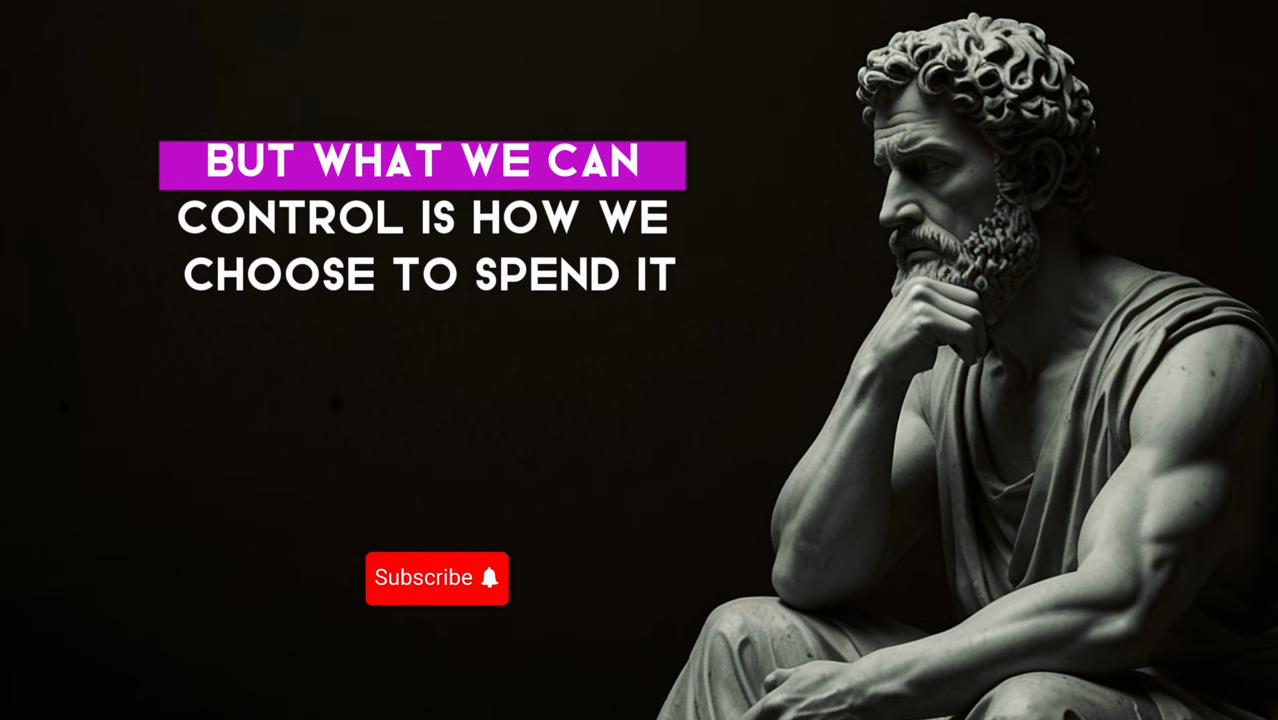 BUT WHAT WE CAN
CONTROL IS HOW WE
CHOOSE TO SPEND IT
Subscribe